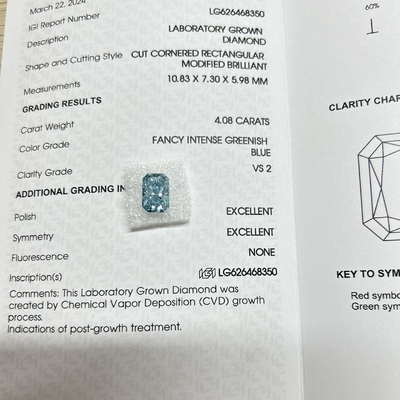 March 22, 2024
IGI Report Number LG626468350
Description LABORATORY GROWN
DIAMOND
Shape and Cutting Style CUT CORNERED RECTANGULAR
MODIFIED BRILLIANT
Measurements 10.83 X 7.30 X 5.98 MM
GRADING RESULTS
Carat Weight 4.08 CARATS
Color Grade FANCY INTENSE GREENISH
BLUE
Clarity Grade VS 2
ADDITIONAL GRADING IN
Polish EXCELLENT
Symmetry EXCELLENT
Fluorescence NONE
Inscription(s) IGI LG626468350
Comments: This Laboratory Grown Diamond was
created by Chemical Vapor Deposition (CVD) growth
process.
Indications of post-growth treatment.
60%
CLARITY CHAR
KEY TO SYM
Red symbo
Green sym